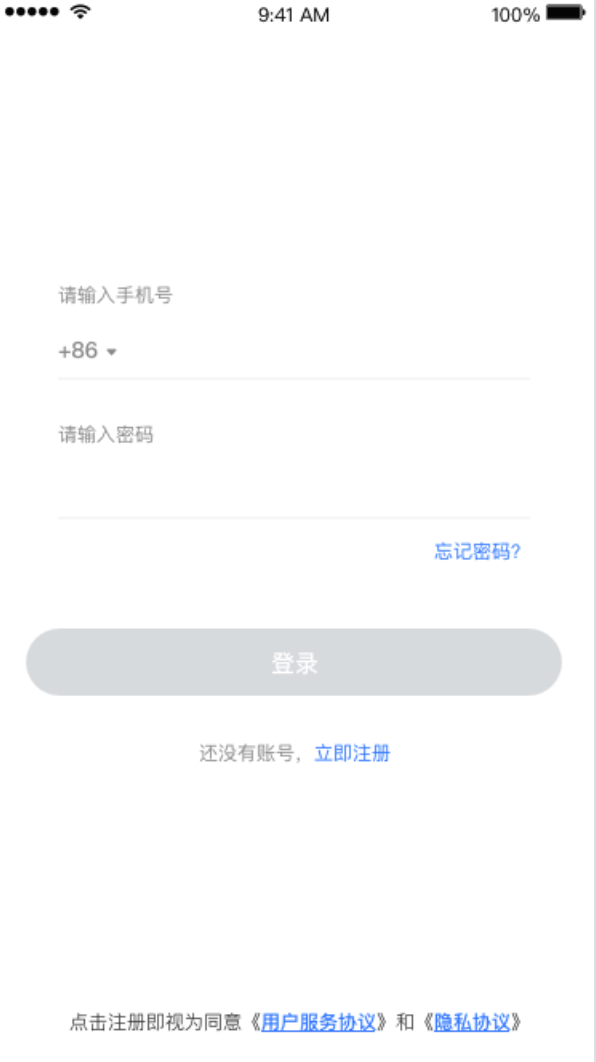 9:41 AM 100%
请输入手机号
+86
请输入密码
忘记密码?
登录
还没有账号，立即注册
点击注册即视为同意《用户服务协议》和《隐私协议》